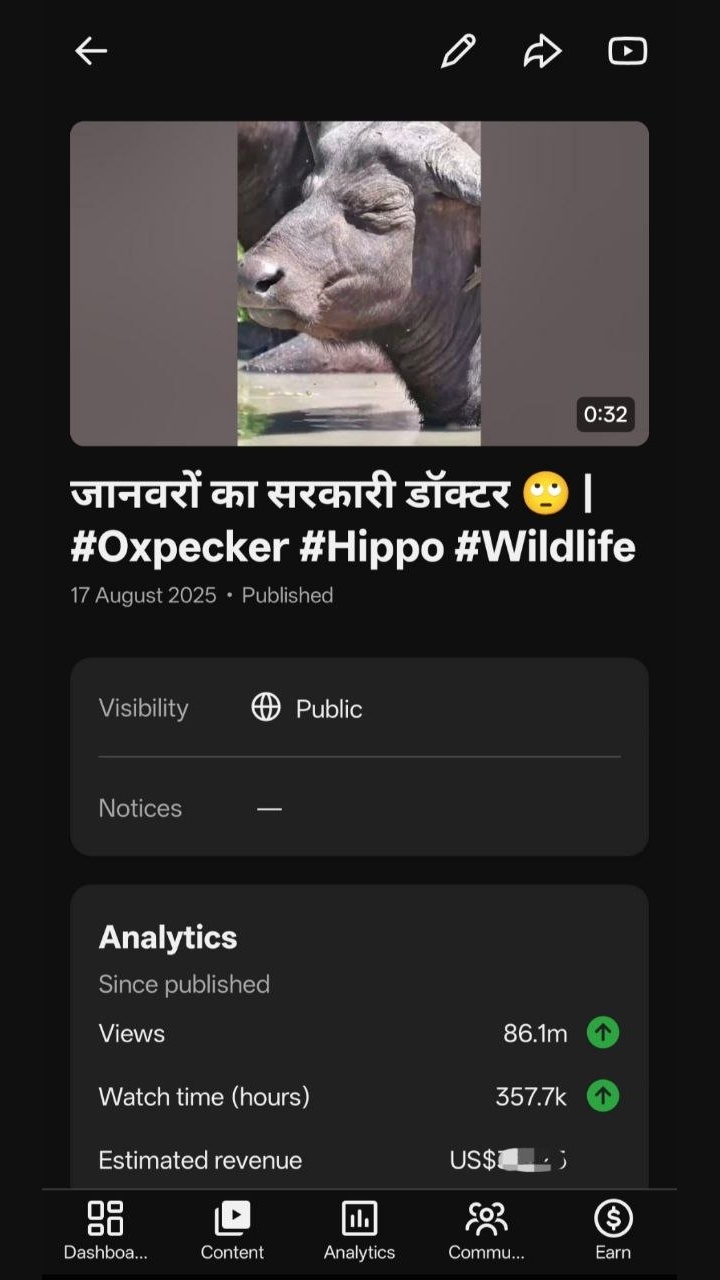 0:32
जानवरों का सरकारी डॉक्टर 🙄 |
#Oxpecker #Hippo #Wildlife
17 August 2025 • Published
Visibility Public
Notices —
Analytics
Since published
Views 86.1m
Watch time (hours) 357.7k
Estimated revenue US$
Dashboa... Content Analytics Commu... Earn